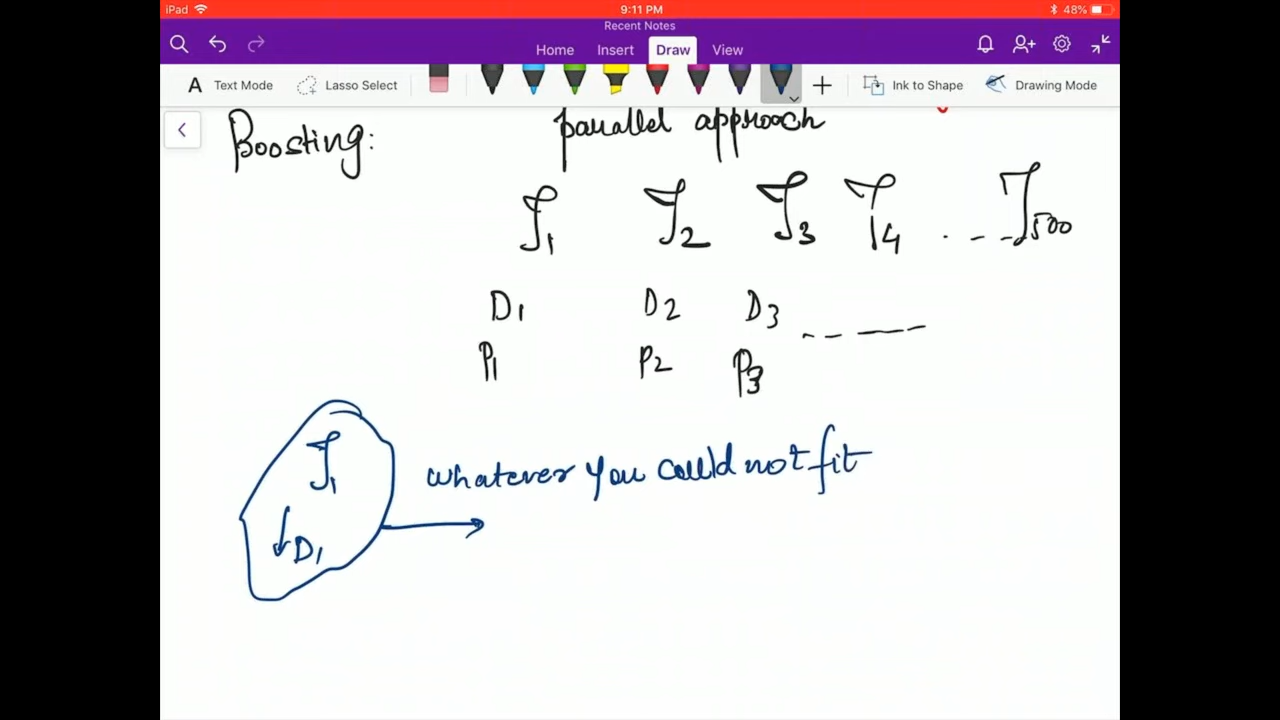 iPad 9:11 PM 48%
Recent Notes
Home Insert Draw View
A Text Mode Lasso Select Ink to Shape Drawing Mode
Boosting: parallel approach
T1 T2 T3 T4 . - - T500
D1 D2 D3 -- ——
P1 P2 P3
T1 whatever you could not fit
D1